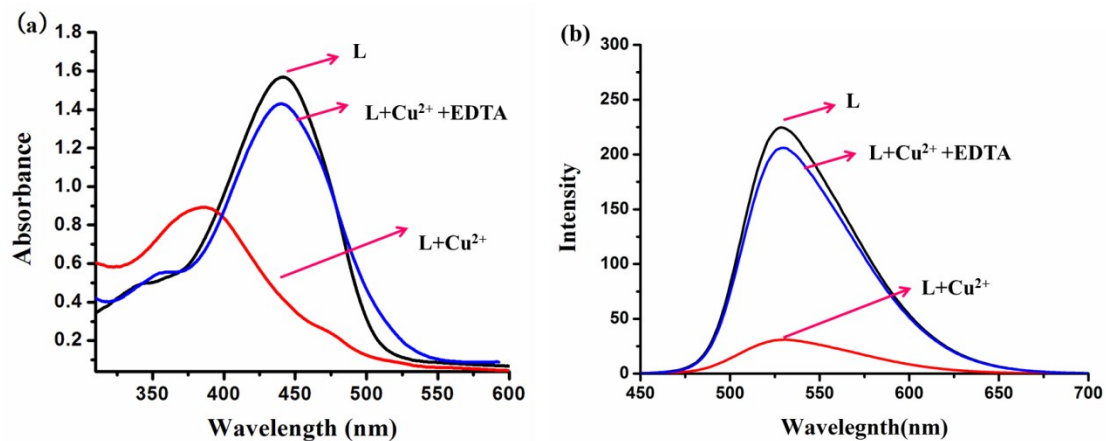 (a)
1.8
1.6
1.4
1.2
1.0
0.8
0.6
0.4
0.2
Absorbance
L
L+Cu²⁺ +EDTA
L+Cu²⁺
350 400 450 500 550 600
Wavelength (nm)
(b)
300
250
200
150
100
50
0
Intensity
L
L+Cu²⁺ +EDTA
L+Cu²⁺
450 500 550 600 650 700
Wavelegnth(nm)